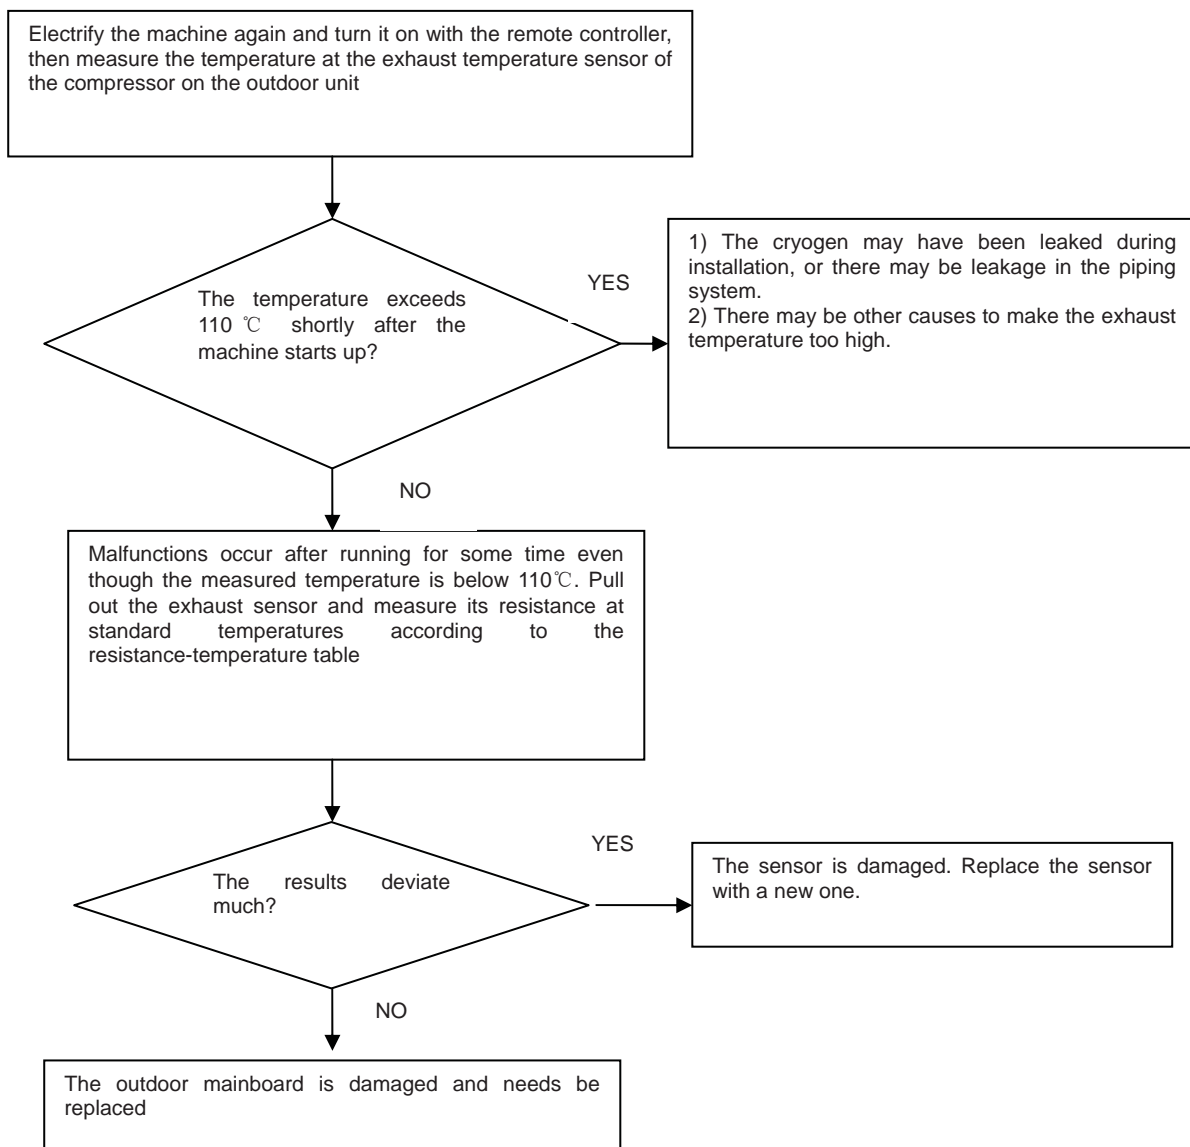 Electrify the machine again and turn it on with the remote controller,
then measure the temperature at the exhaust temperature sensor of
the compressor on the outdoor unit
The temperature exceeds
110 ℃ shortly after the
machine starts up?
YES
1) The cryogen may have been leaked during
installation, or there may be leakage in the piping
system.
2) There may be other causes to make the exhaust
temperature too high.
NO
Malfunctions occur after running for some time even
though the measured temperature is below 110℃. Pull
out the exhaust sensor and measure its resistance at
standard temperatures according to the
resistance-temperature table
The results deviate
much?
YES
The sensor is damaged. Replace the sensor
with a new one.
NO
The outdoor mainboard is damaged and needs be
replaced